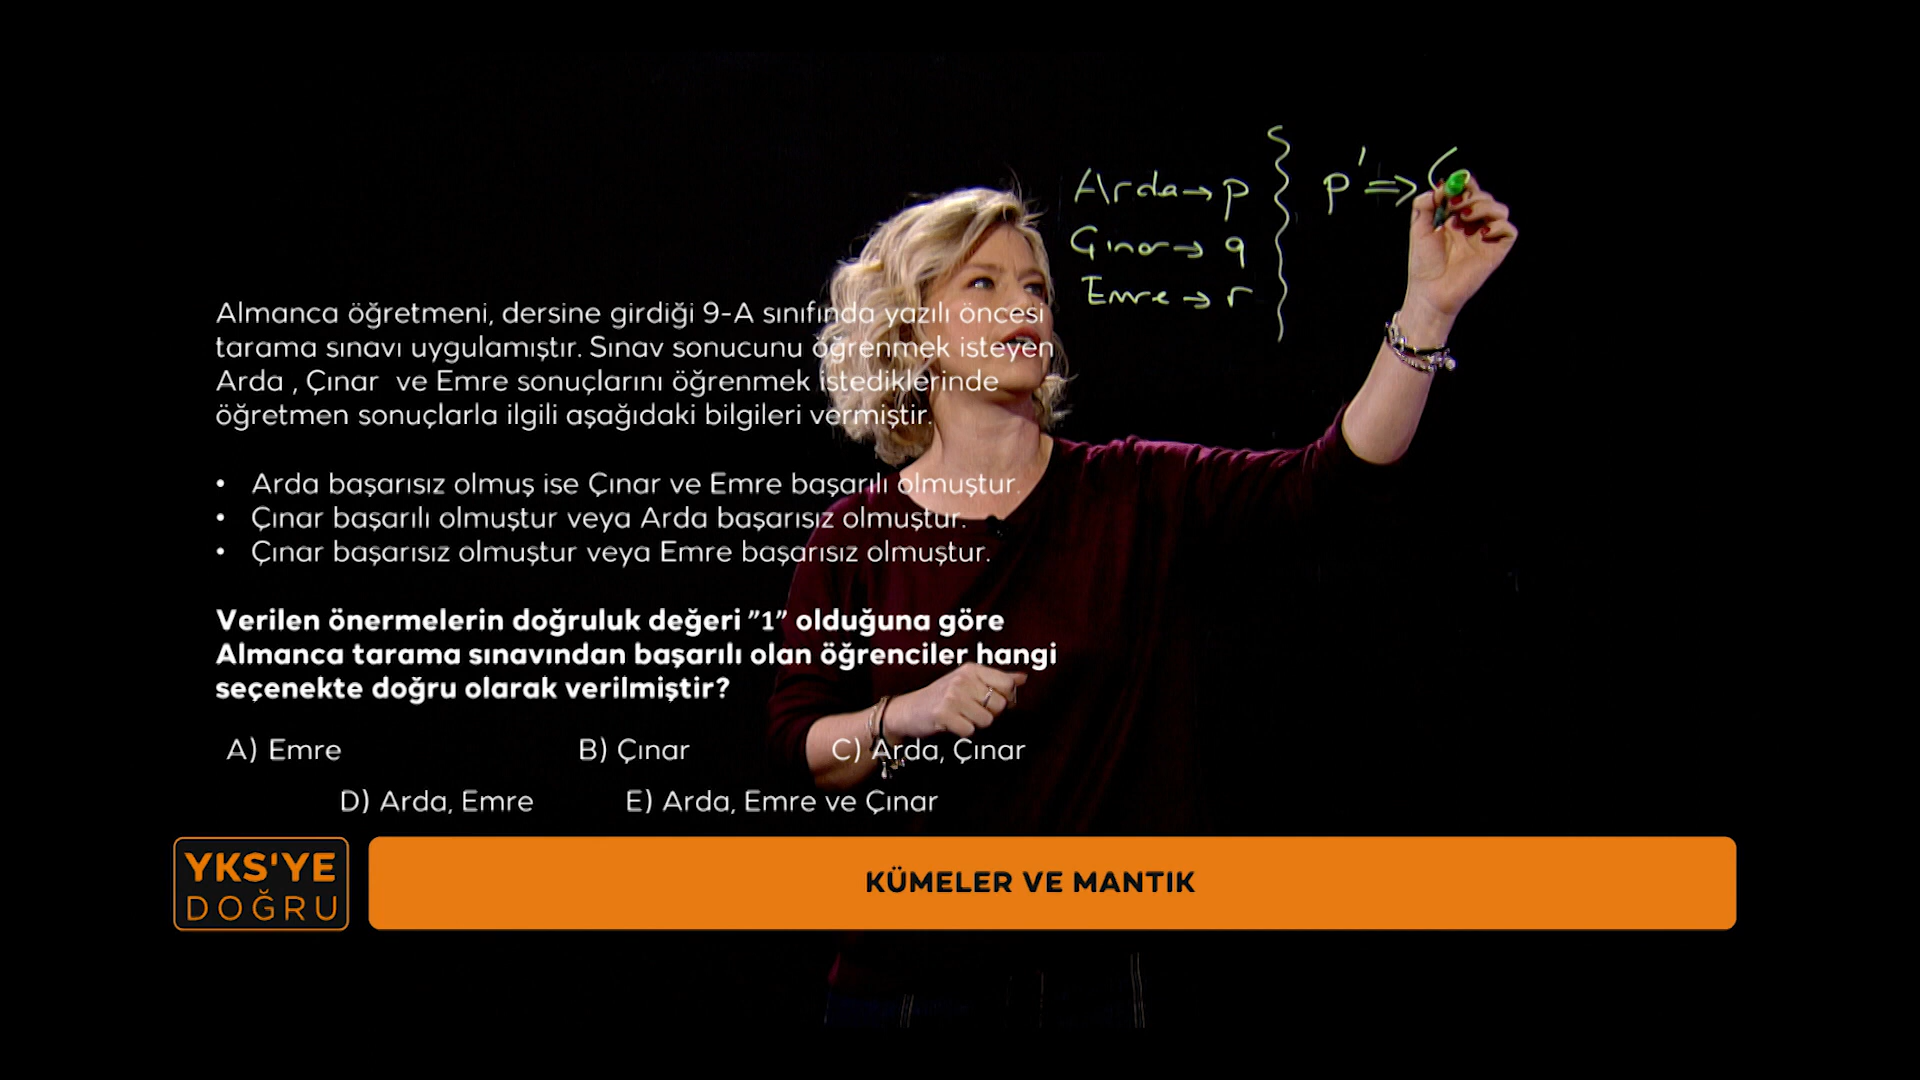 Arda → p
Çınar → q
Emre → r
p' => (
Almanca öğretmeni, dersine girdiği 9-A sınıfında yazılı öncesi
tarama sınavı uygulamıştır. Sınav sonucunu öğrenmek isteyen
Arda , Çınar ve Emre sonuçlarını öğrenmek istediklerinde
öğretmen sonuçlarla ilgili aşağıdaki bilgileri vermiştir.
• Arda başarısız olmuş ise Çınar ve Emre başarılı olmuştur.
• Çınar başarılı olmuştur veya Arda başarısız olmuştur.
• Çınar başarısız olmuştur veya Emre başarısız olmuştur.
Verilen önermelerin doğruluk değeri "1" olduğuna göre
Almanca tarama sınavından başarılı olan öğrenciler hangi
seçenekte doğru olarak verilmiştir?
A) Emre B) Çınar C) Arda, Çınar
D) Arda, Emre E) Arda, Emre ve Çınar
YKS'YE
DOĞRU
KÜMELER VE MANTIK